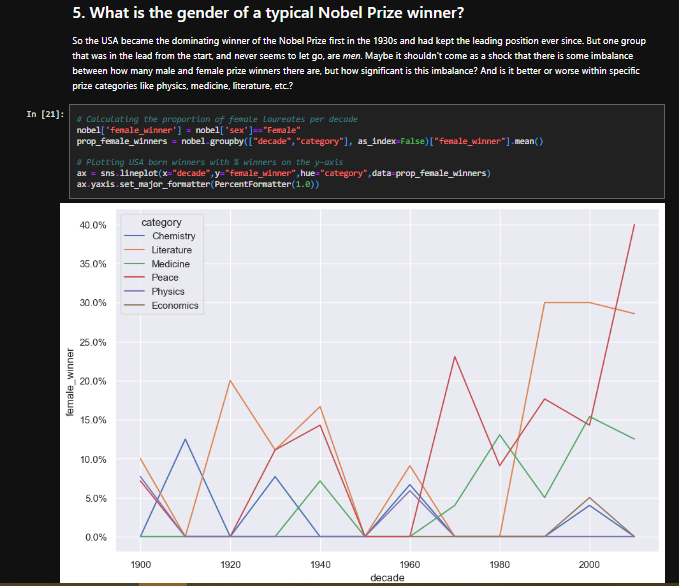 5. What is the gender of a typical Nobel Prize winner?
So the USA became the dominating winner of the Nobel Prize first in the 1930s and had kept the leading position ever since. But one group
that was in the lead from the start, and never seems to let go, are men. Maybe it shouldn't come as a shock that there is some imbalance
between how many male and female prize winners there are, but how significant is this imbalance? And is it better or worse within specific
prize categories like physics, medicine, literature, etc.?
In [21]:
# Calculating the proportion of female laureates per decade
nobel['female_winner'] = nobel['sex']=="Female"
prop_female_winners = nobel.groupby(["decade","category"], as_index=False)["female_winner"].mean()
# Plotting USA born winners with % winners on the y-axis
ax = sns.lineplot(x="decade",y="female_winner",hue="category",data=prop_female_winners)
ax.yaxis.set_major_formatter(PercentFormatter(1.0))
category
Chemistry
Literature
Medicine
Peace
Physics
Economics
40.0%
35.0%
30.0%
25.0%
20.0%
15.0%
10.0%
5.0%
0.0%
female_winner
1900 1920 1940 1960 1980 2000
decade